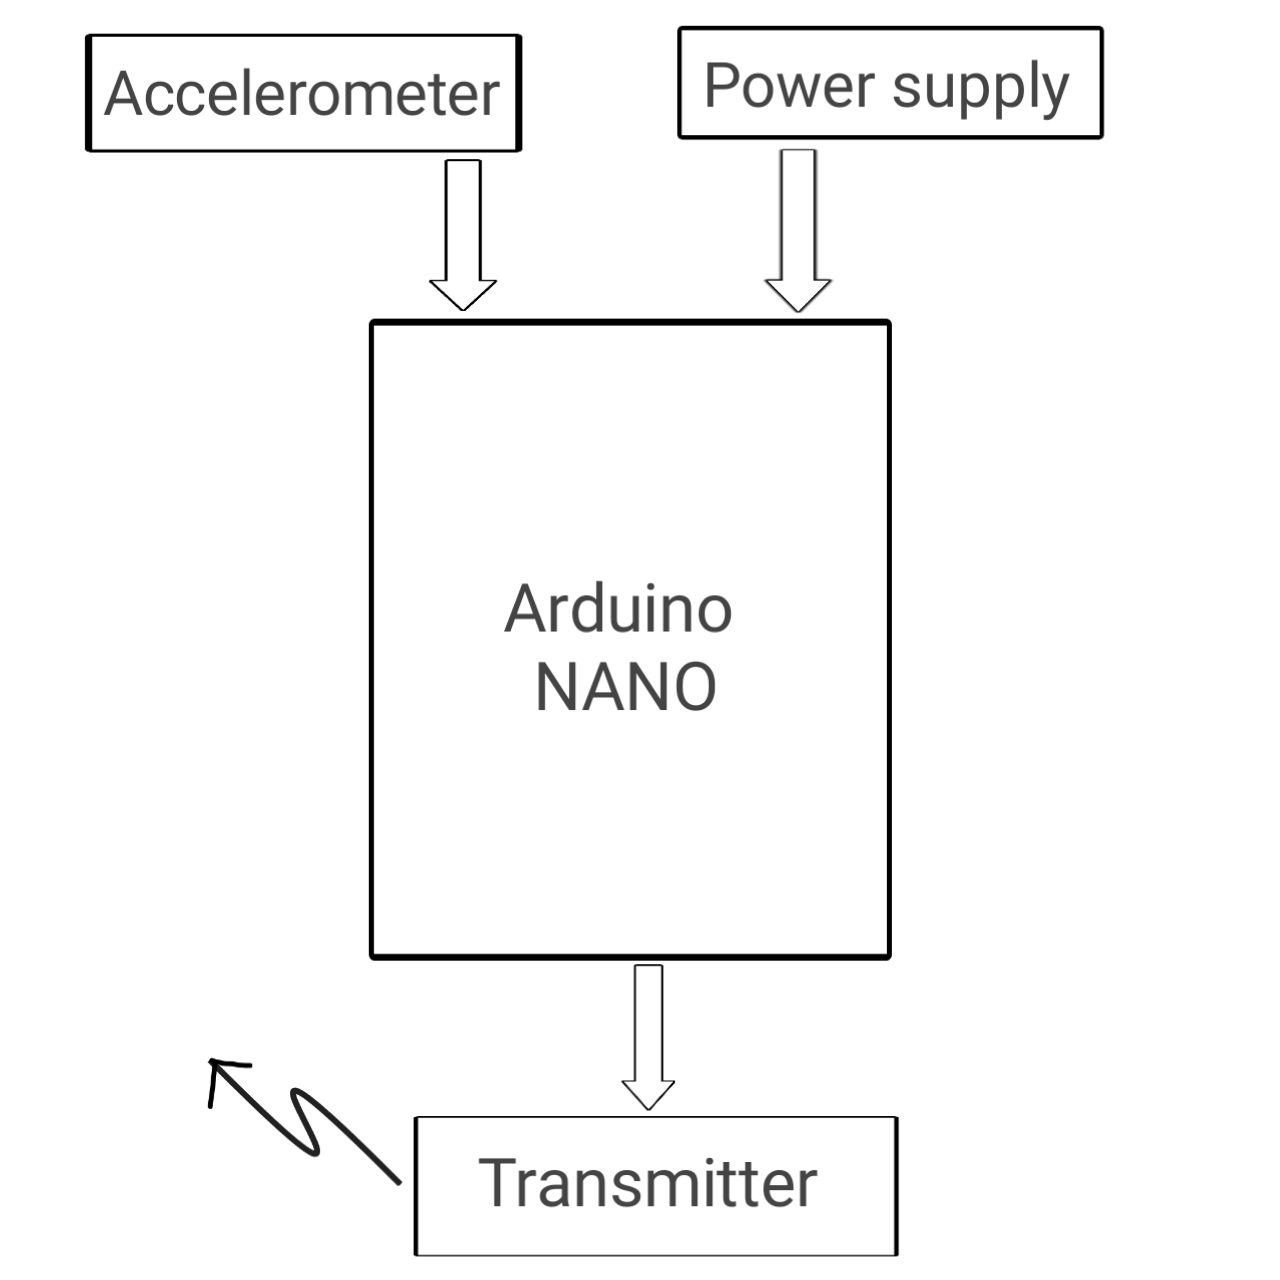 Accelerometer
Power supply
Arduino
NANO
Transmitter